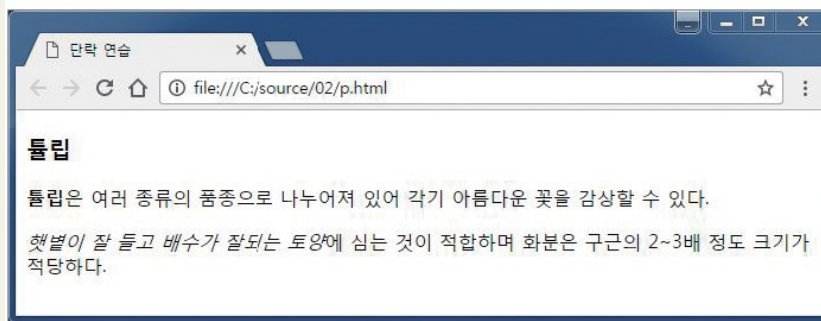 단락 연습
file:///C:/source/02/p.html
튤립
튤립은 여러 종류의 품종으로 나누어져 있어 각기 아름다운 꽃을 감상할 수 있다.
햇볕이 잘 들고 배수가 잘되는 토양에 심는 것이 적합하며 화분은 구근의 2~3배 정도 크기가
적당하다.